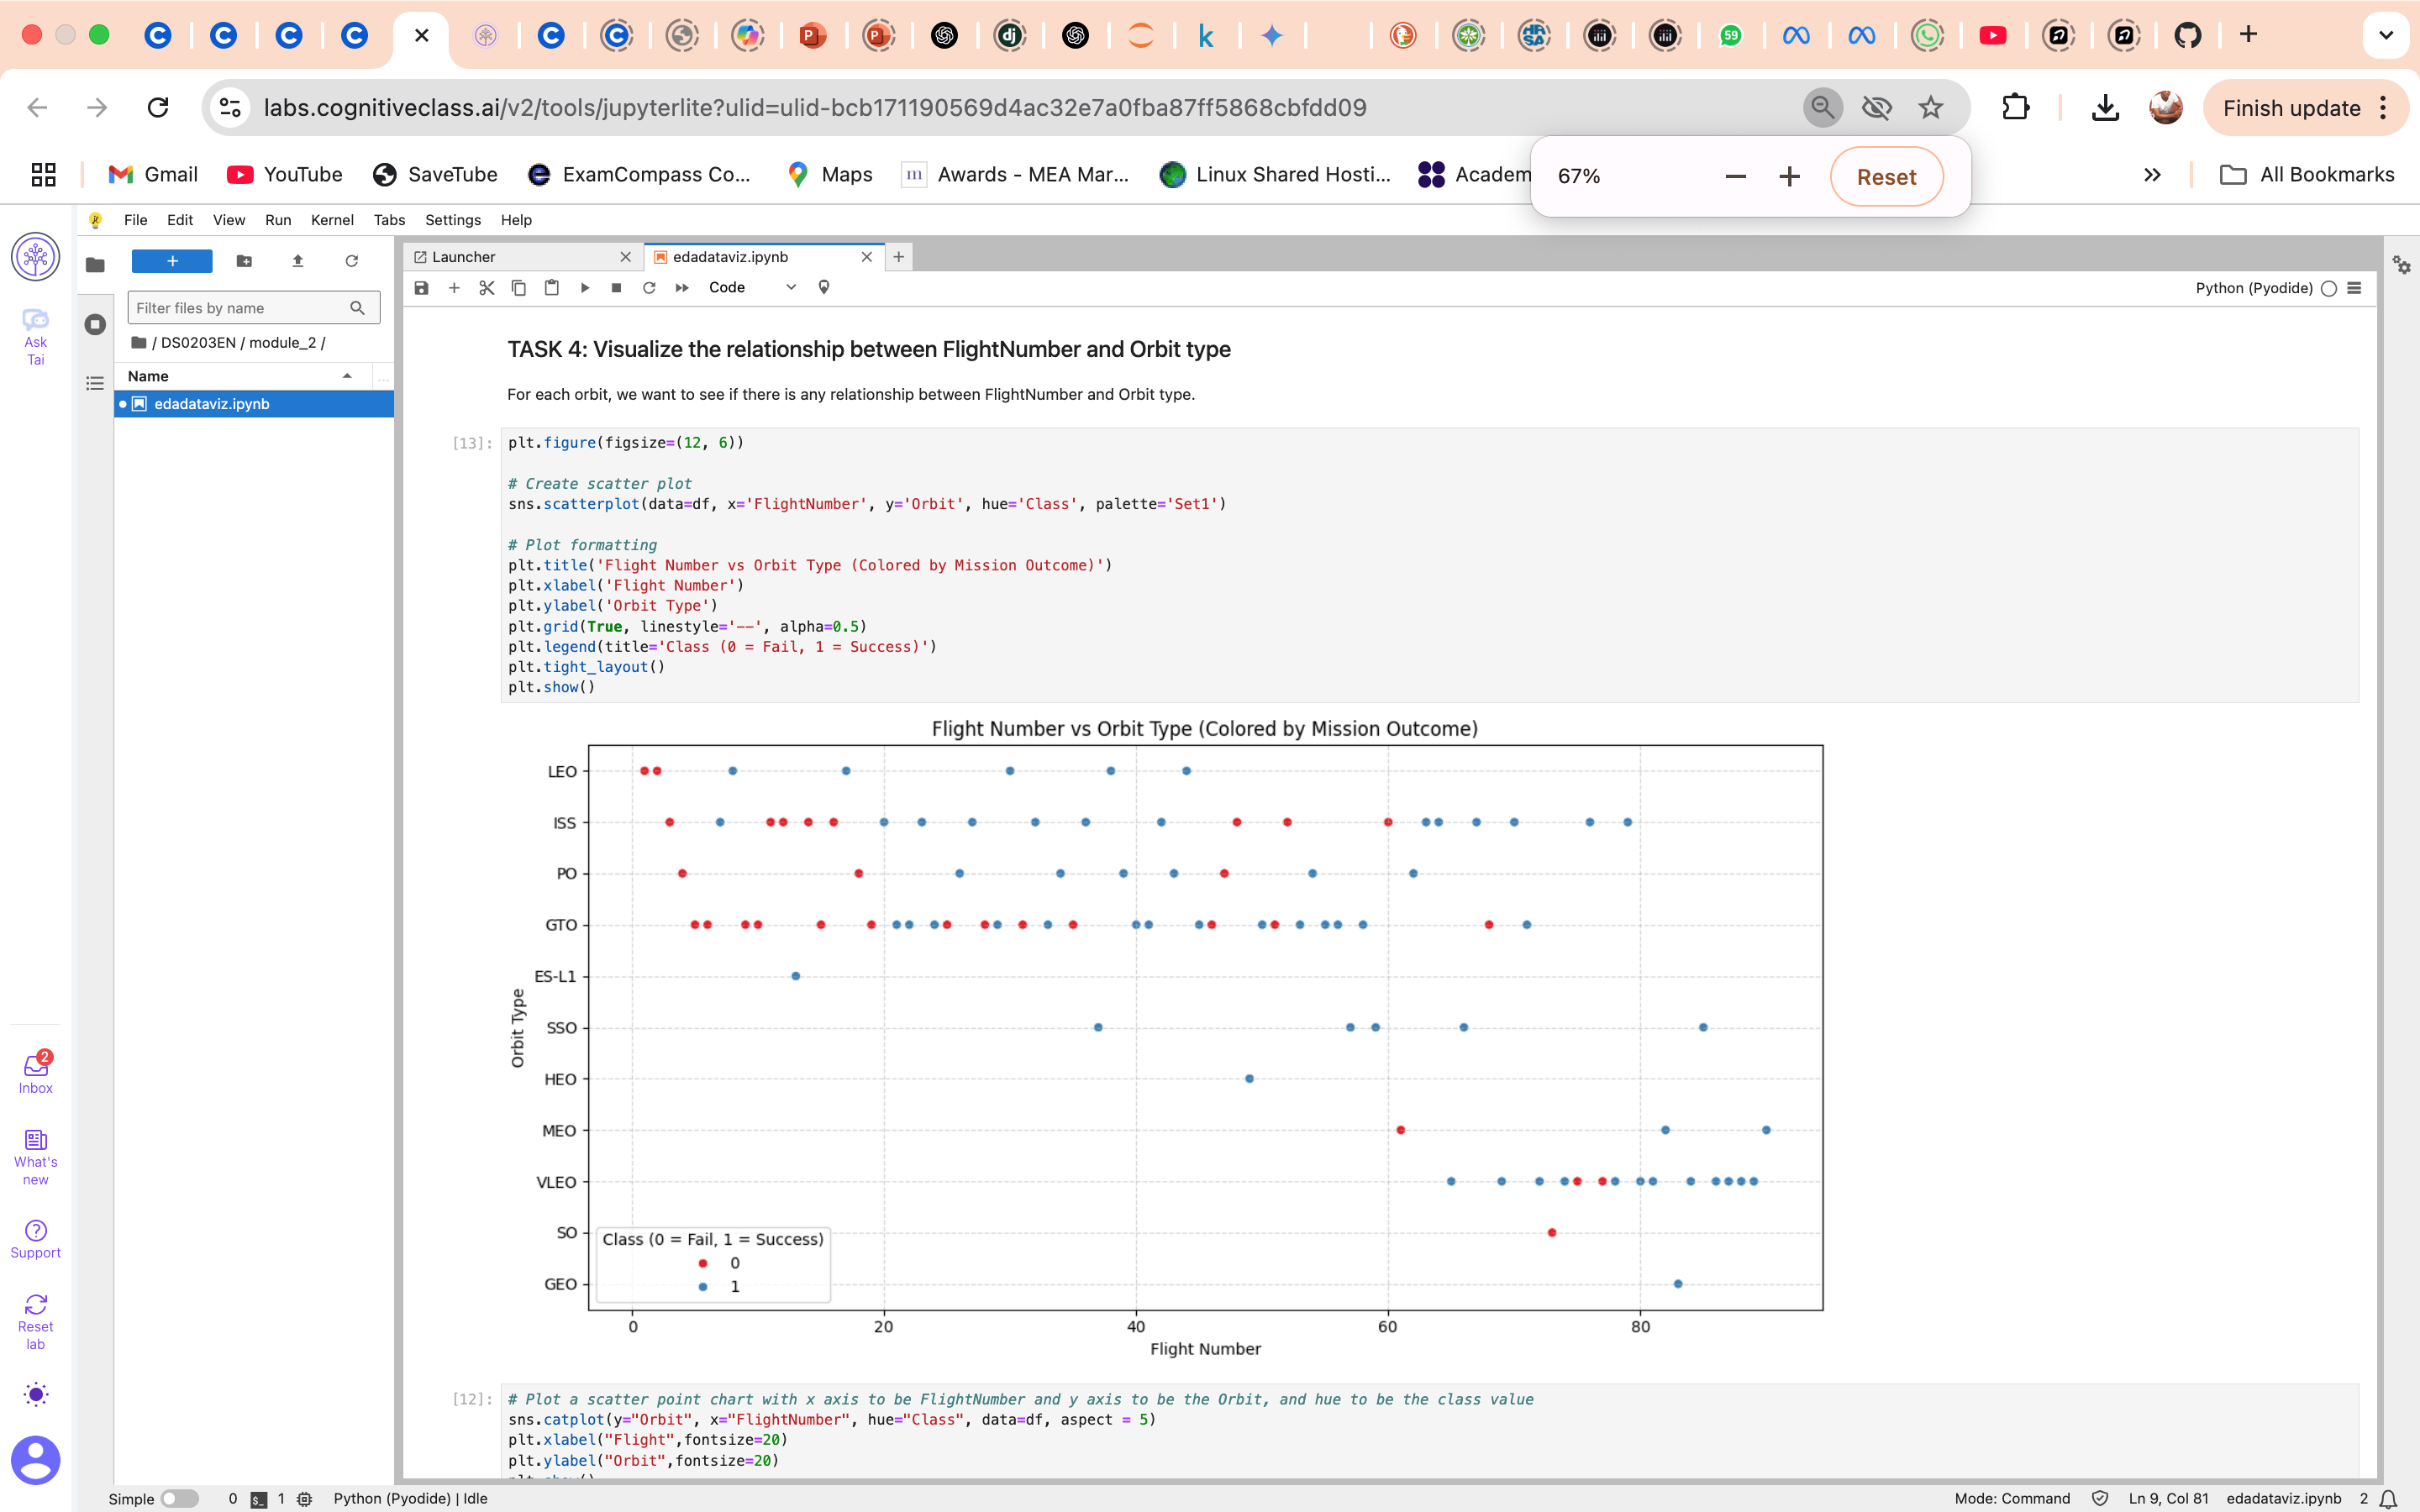 labs.cognitiveclass.ai/v2/tools/jupyterlite?ulid=ulid-bcb171190569d4ac32e7a0fba87ff5868cbfdd09
Finish update
Gmail
YouTube
SaveTube
ExamCompass Co...
Maps
Awards - MEA Mar...
Linux Shared Hosti...
Academ
67%
Reset
All Bookmarks
File Edit View Run Kernel Tabs Settings Help
Launcher
edadataviz.ipynb
Code
Python (Pyodide)
Filter files by name
/ DS0203EN / module_2 /
Name
edadataviz.ipynb
Ask
Tai
Inbox
2
What's
new
Support
Reset
lab
TASK 4: Visualize the relationship between FlightNumber and Orbit type
For each orbit, we want to see if there is any relationship between FlightNumber and Orbit type.
[13]:
plt.figure(figsize=(12, 6))
# Create scatter plot
sns.scatterplot(data=df, x='FlightNumber', y='Orbit', hue='Class', palette='Set1')
# Plot formatting
plt.title('Flight Number vs Orbit Type (Colored by Mission Outcome)')
plt.xlabel('Flight Number')
plt.ylabel('Orbit Type')
plt.grid(True, linestyle='--', alpha=0.5)
plt.legend(title='Class (0 = Fail, 1 = Success)')
plt.tight_layout()
plt.show()
Flight Number vs Orbit Type (Colored by Mission Outcome)
Orbit Type
LEO
ISS
PO
GTO
ES-L1
SSO
HEO
MEO
VLEO
SO
GEO
Class (0 = Fail, 1 = Success)
0
1
0 20 40 60 80
Flight Number
[12]:
# Plot a scatter point chart with x axis to be FlightNumber and y axis to be the Orbit, and hue to be the class value
sns.catplot(y="Orbit", x="FlightNumber", hue="Class", data=df, aspect = 5)
plt.xlabel("Flight",fontsize=20)
plt.ylabel("Orbit",fontsize=20)
plt.show()
Simple 0 1 Python (Pyodide) | Idle
Mode: Command Ln 9, Col 81 edadataviz.ipynb 2